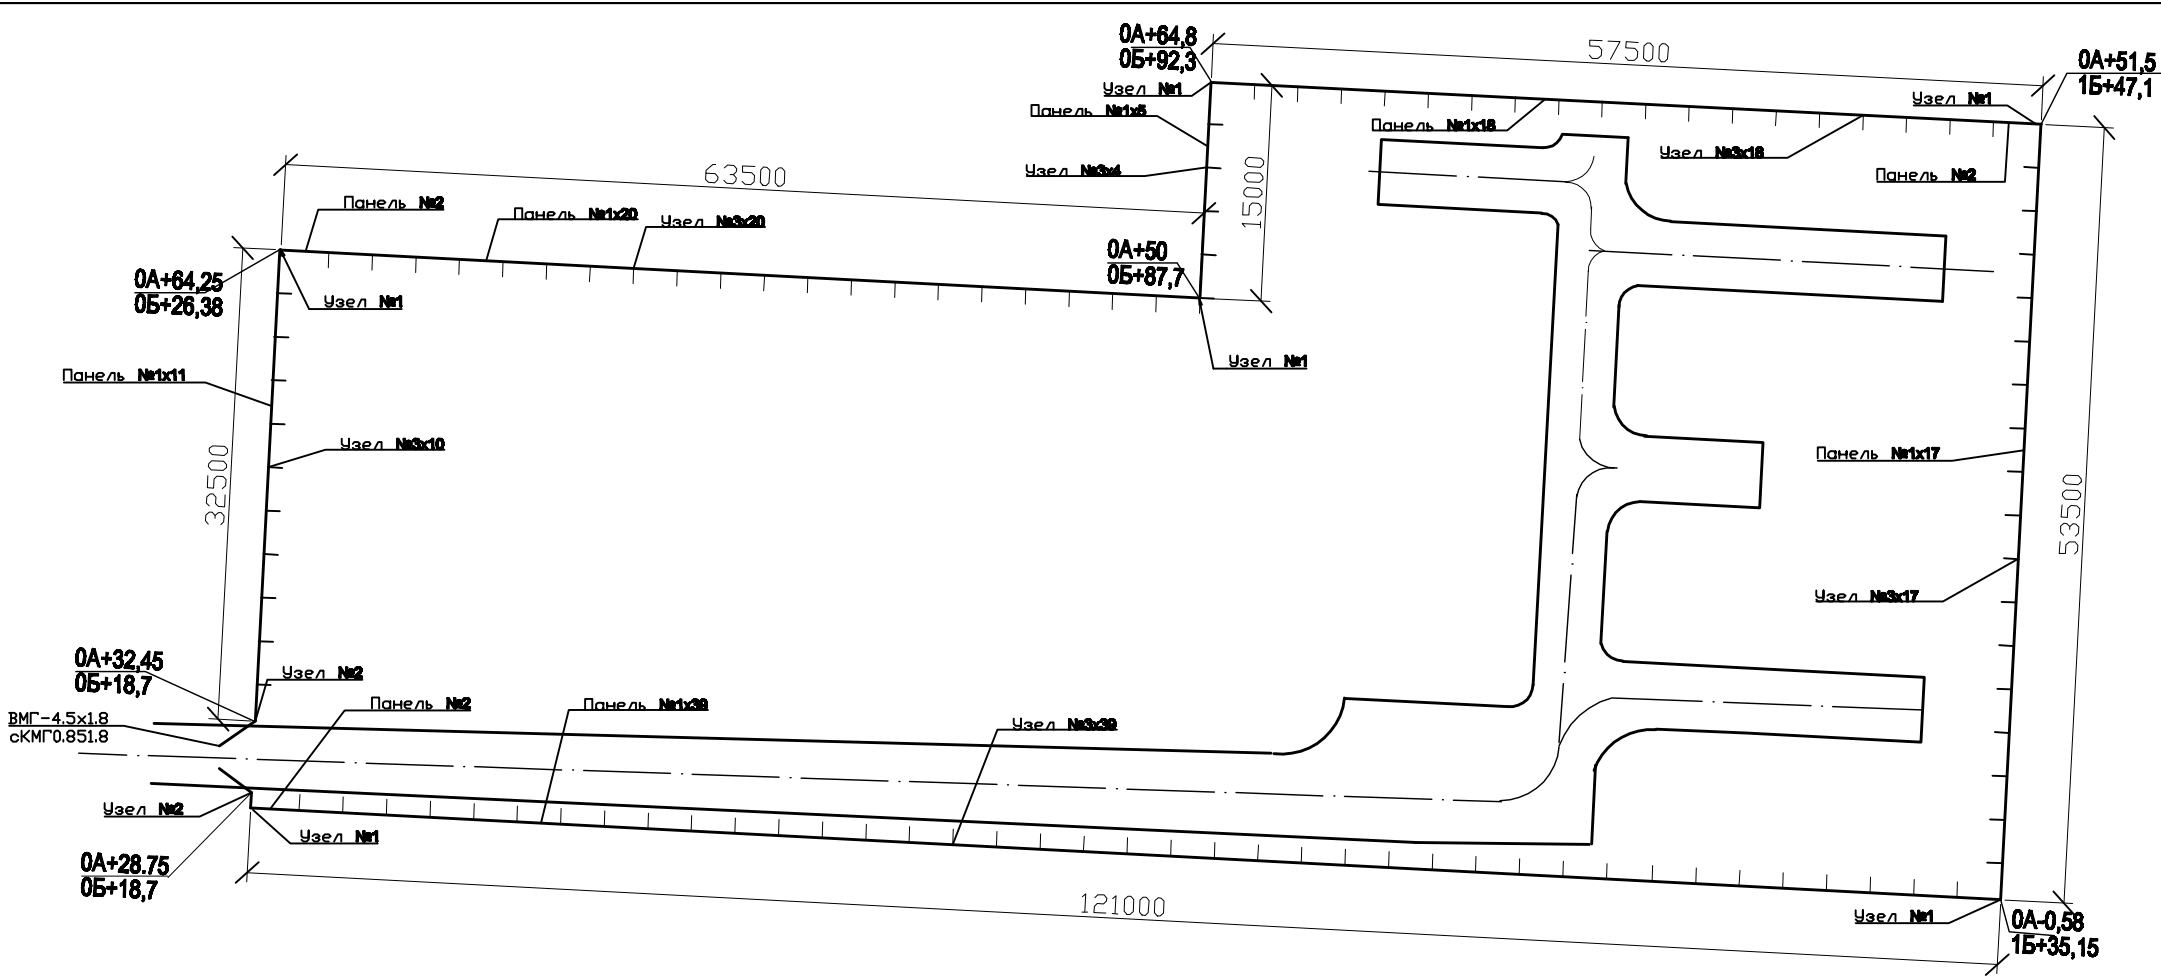 0А+64,8
0Б+92,3
57500
0А+51,5
1Б+47,1
Узел №1
Панель №1х5
Узел №3х4
Панель №1х18
Узел №3х18
Узел №1
Панель №2
63500
15000
Панель №2
Панель №1х20
Узел №3х20
0А+50
0Б+87,7
0А+64,25
0Б+26,38
Узел №1
Узел №1
Панель №1х11
Узел №3х10
32500
Панель №1х17
53500
Узел №3х17
0А+32,45
0Б+18,7
Узел №2
Панель №2
Панель №1х39
Узел №3х39
ВМГ-4.5х1.8
сКМГ0.851.8
Узел №2
Узел №1
0А+28.75
0Б+18,7
121000
Узел №1
0А-0,58
1Б+35,15